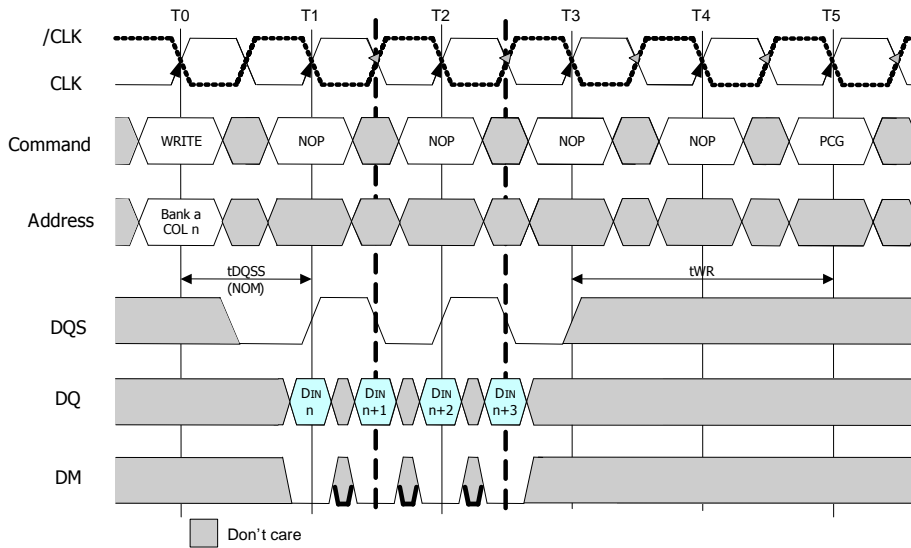 T0 T1 T2 T3 T4 T5
/CLK
CLK
Command WRITE NOP NOP NOP NOP PCG
Address Bank a
COL n
tDQSS
(NOM)
tWR
DQS
DQ DIN
n DIN
n+1 DIN
n+2 DIN
n+3
DM
Don't care